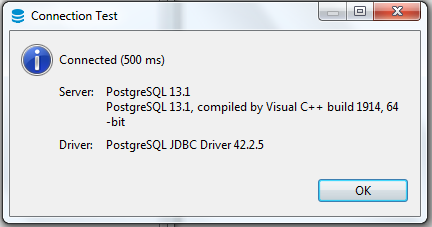 Connection Test
Connected (500 ms)
Server: PostgreSQL 13.1
PostgreSQL 13.1, compiled by Visual C++ build 1914, 64
-bit
Driver: PostgreSQL JDBC Driver 42.2.5
OK